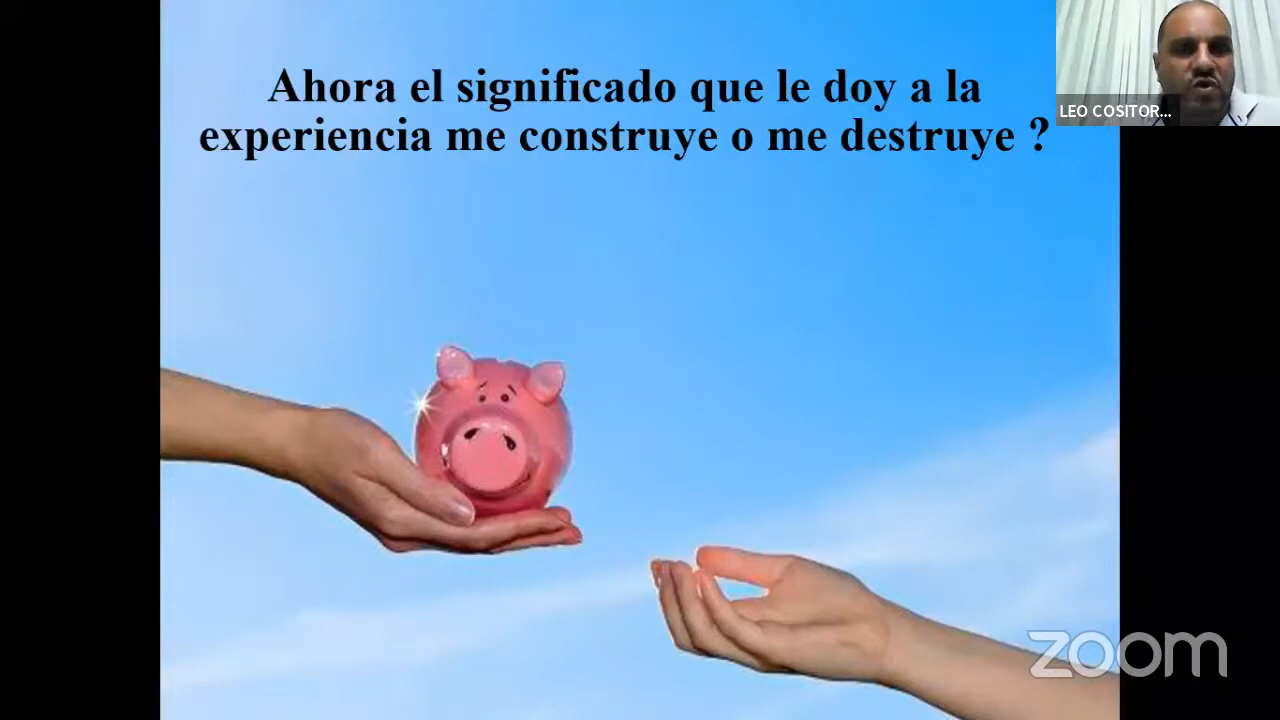 Ahora el significado que le doy a la
experiencia me construye o me destruye ?
LEO COSITOR...
zoom